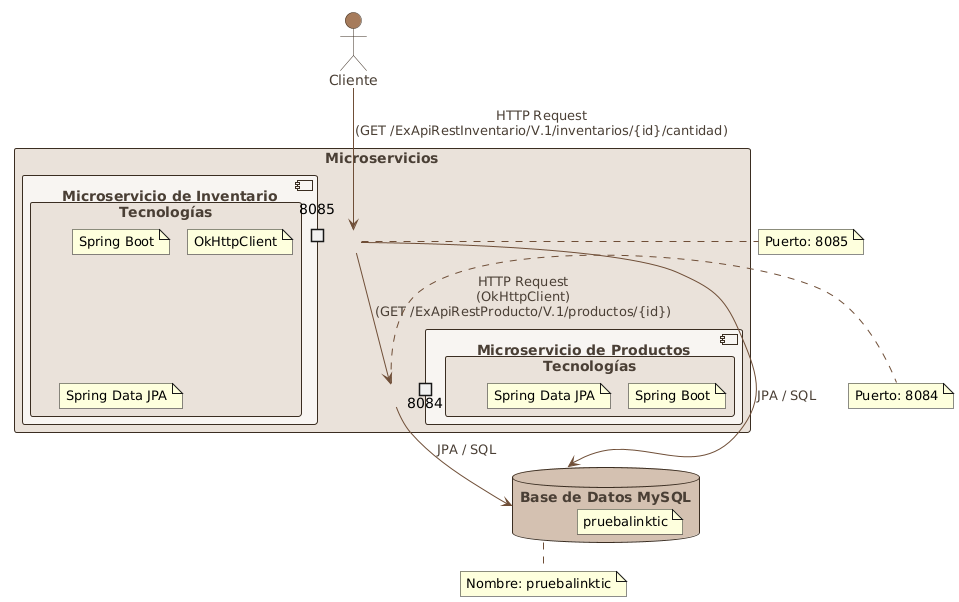 Cliente
HTTP Request
(GET /ExApiRestInventario/V.1/inventarios/{id}/cantidad)
Microservicios
Microservicio de Inventario
Tecnologías
8085
Spring Boot
OkHttpClient
Puerto: 8085
HTTP Request
(OkHttpClient)
(GET /ExApiRestProducto/V.1/productos/{id})
Microservicio de Productos
Tecnologías
Spring Data JPA
8084
Spring Data JPA
Spring Boot
JPA / SQL
Puerto: 8084
JPA / SQL
Base de Datos MySQL
pruebalinktic
Nombre: pruebalinktic